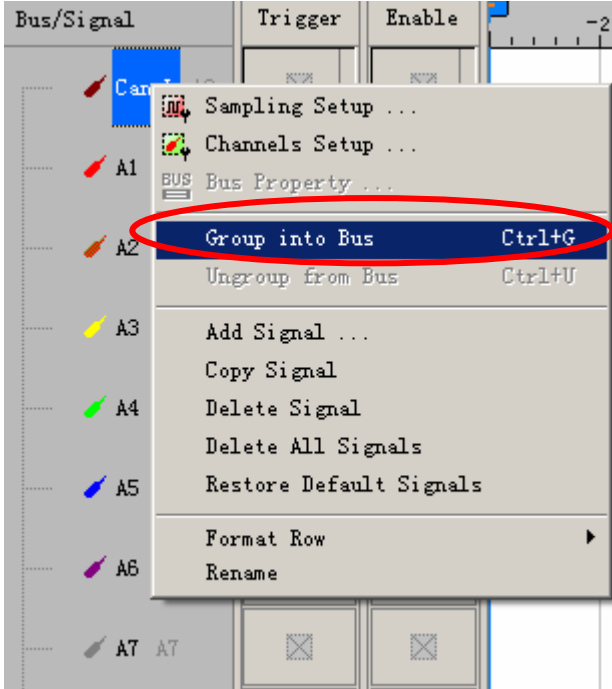 Bus/Signal Trigger Enable -2
Can
Sampling Setup ...
A1 Channels Setup ...
BUS Bus Property ...
A2 Group into Bus Ctrl+G
Ungroup from Bus Ctrl+U
A3 Add Signal ...
Copy Signal
A4 Delete Signal
Delete All Signals
A5 Restore Default Signals
Format Row
A6 Rename
A7 A7